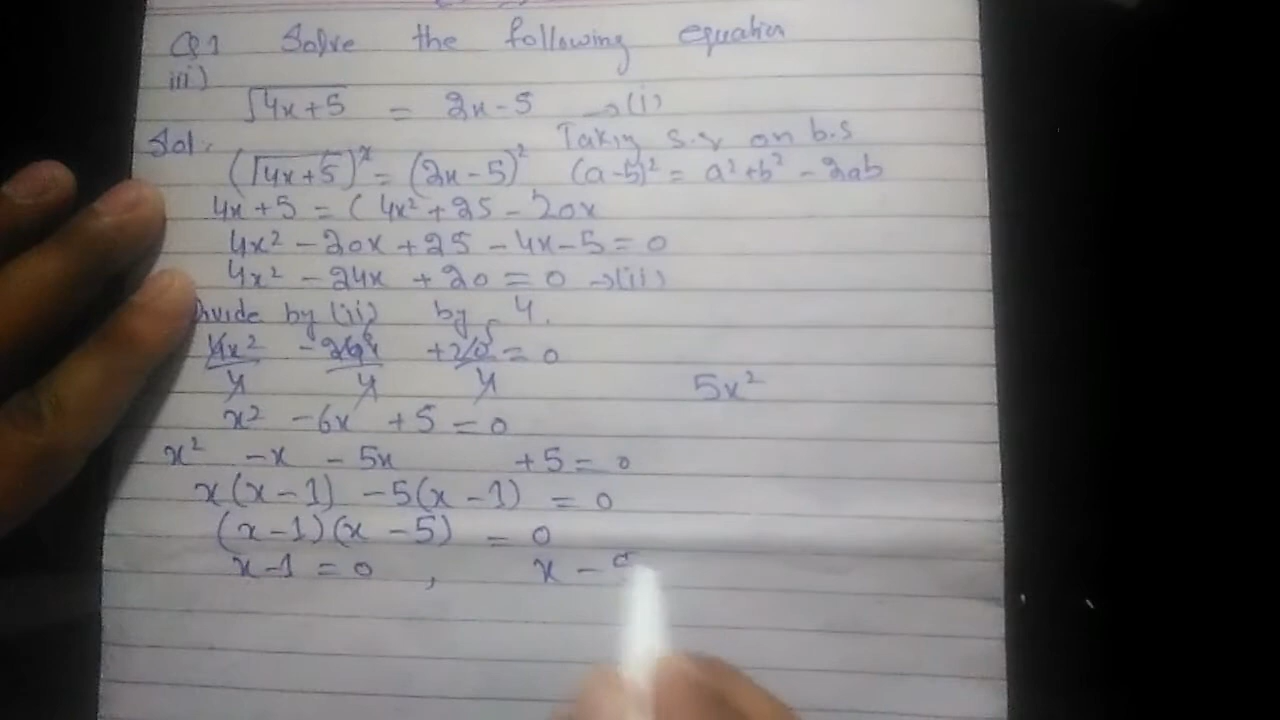 Q1 Solve the following equation
iii)
√4x+5 = 2x-5 →(i)
Sol. Taking s.r on b.s
(√4x+5)² = (2x-5)² (a-5)² = a²+b² - 2ab
4x+5 = (4x²+25-20x
4x² -20x +25 -4x-5=0
4x² -24x +20 = 0 →(ii)
Divide by (ii) by 4.
4x²/4 -24x/4 +20/4 = 0
5
5x²
x² -6x +5 = 0
x² -x -5x +5 = 0
x(x-1) -5(x-1) = 0
(x-1)(x-5) = 0
x-1 = 0 , x -